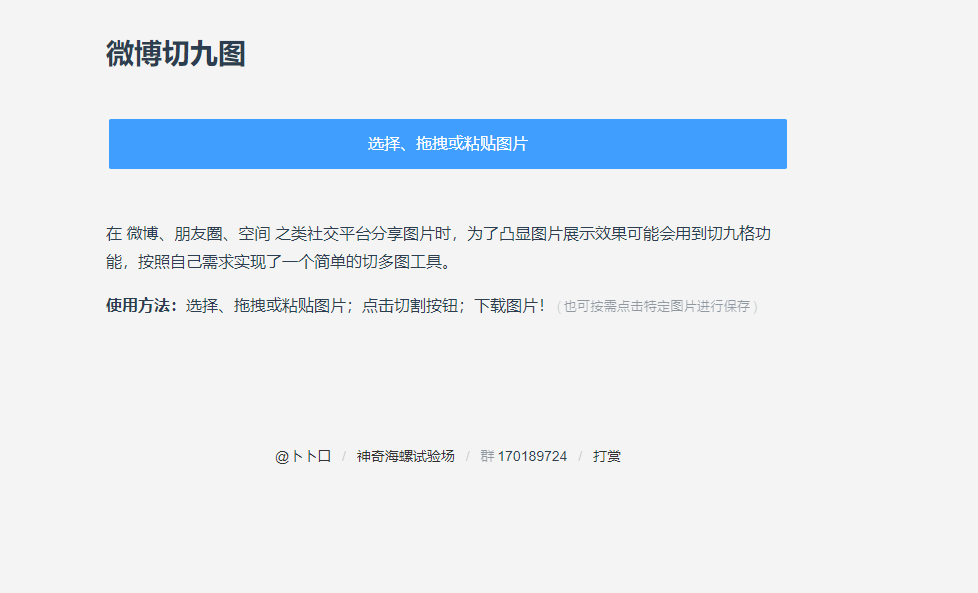 微博切九图
选择、拖拽或粘贴图片
在 微博、朋友圈、空间 之类社交平台分享图片时，为了凸显图片展示效果可能会用到切九格功
能，按照自己需求实现了一个简单的切多图工具。
使用方法：选择、拖拽或粘贴图片；点击切割按钮；下载图片！（也可按需点击特定图片进行保存）
@卜卜口 / 神奇海螺试验场 / 群 170189724 / 打赏